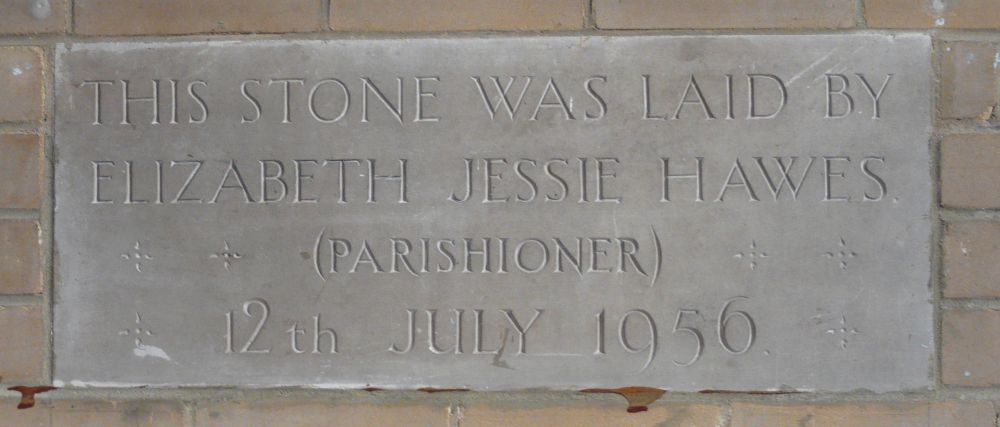 THIS STONE WAS LAID BY
ELIZABETH JESSIE HAWES.
(PARISHIONER)
12th JULY 1956.